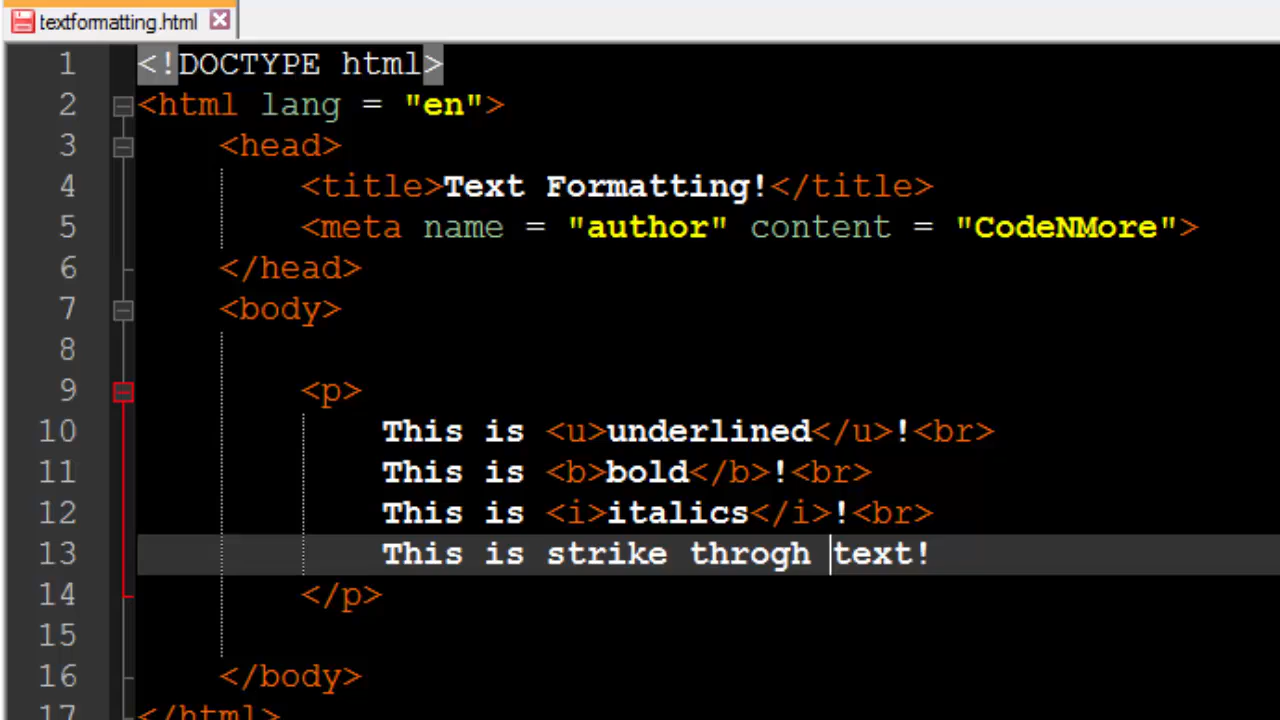 textformatting.html
1 <!DOCTYPE html>
2 <html lang = "en">
3 <head>
4 <title>Text Formatting!</title>
5 <meta name = "author" content = "CodeNMore">
6 </head>
7 <body>
8
9 <p>
10 This is <u>underlined</u>!<br>
11 This is <b>bold</b>!<br>
12 This is <i>italics</i>!<br>
13 This is strike throgh text!
14 </p>
15
16 </body>
17 </html>